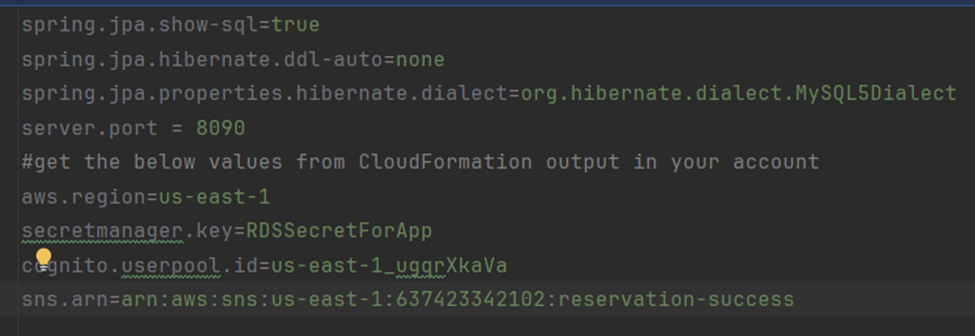 spring.jpa.show-sql=true
spring.jpa.hibernate.ddl-auto=none
spring.jpa.properties.hibernate.dialect=org.hibernate.dialect.MySQL5Dialect
server.port = 8090
#get the below values from CloudFormation output in your account
aws.region=us-east-1
secretmanager.key=RDSSecretForApp
cognito.userpool.id=us-east-1_uggrXkaVa
sns.arn=arn:aws:sns:us-east-1:637423342102:reservation-success